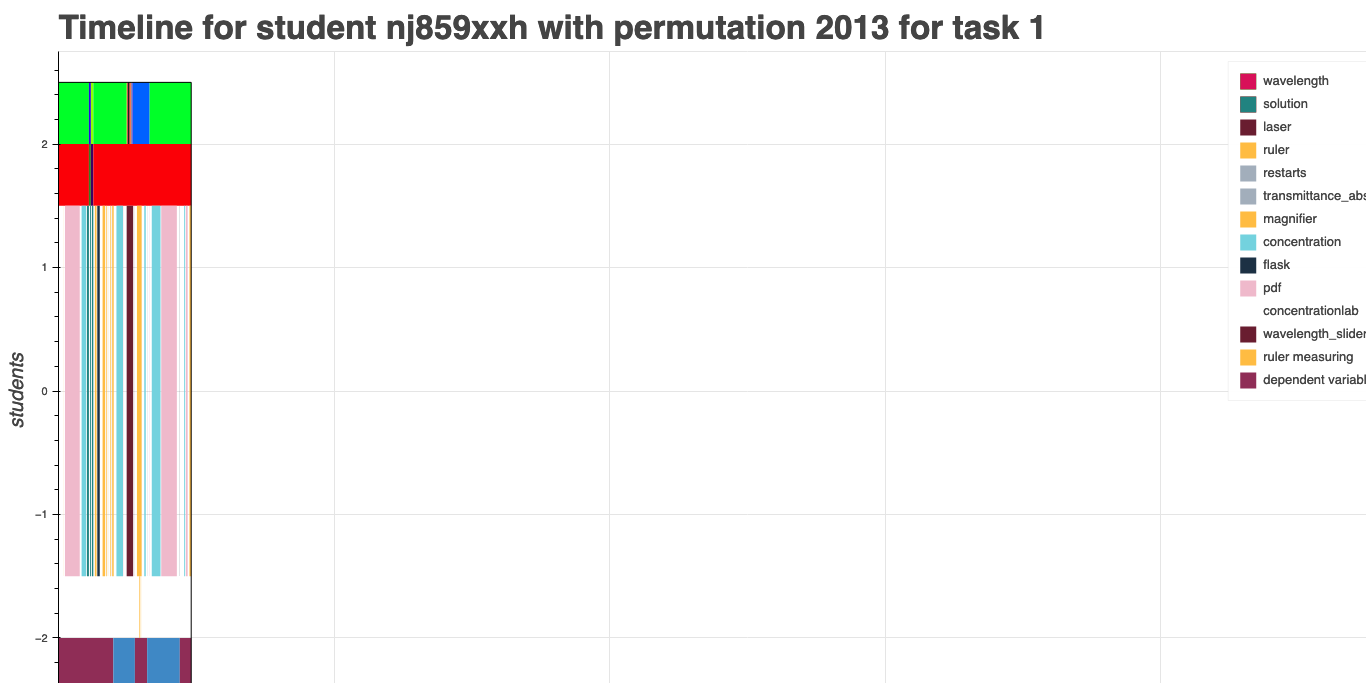 Timeline for student nj859xxh with permutation 2013 for task 1
wavelength
solution
laser
ruler
restarts
transmittance_abs
magnifier
concentration
flask
pdf
concentrationlab
wavelength_slider
ruler measuring
dependent variabl
2
1
0
−1
−2
students